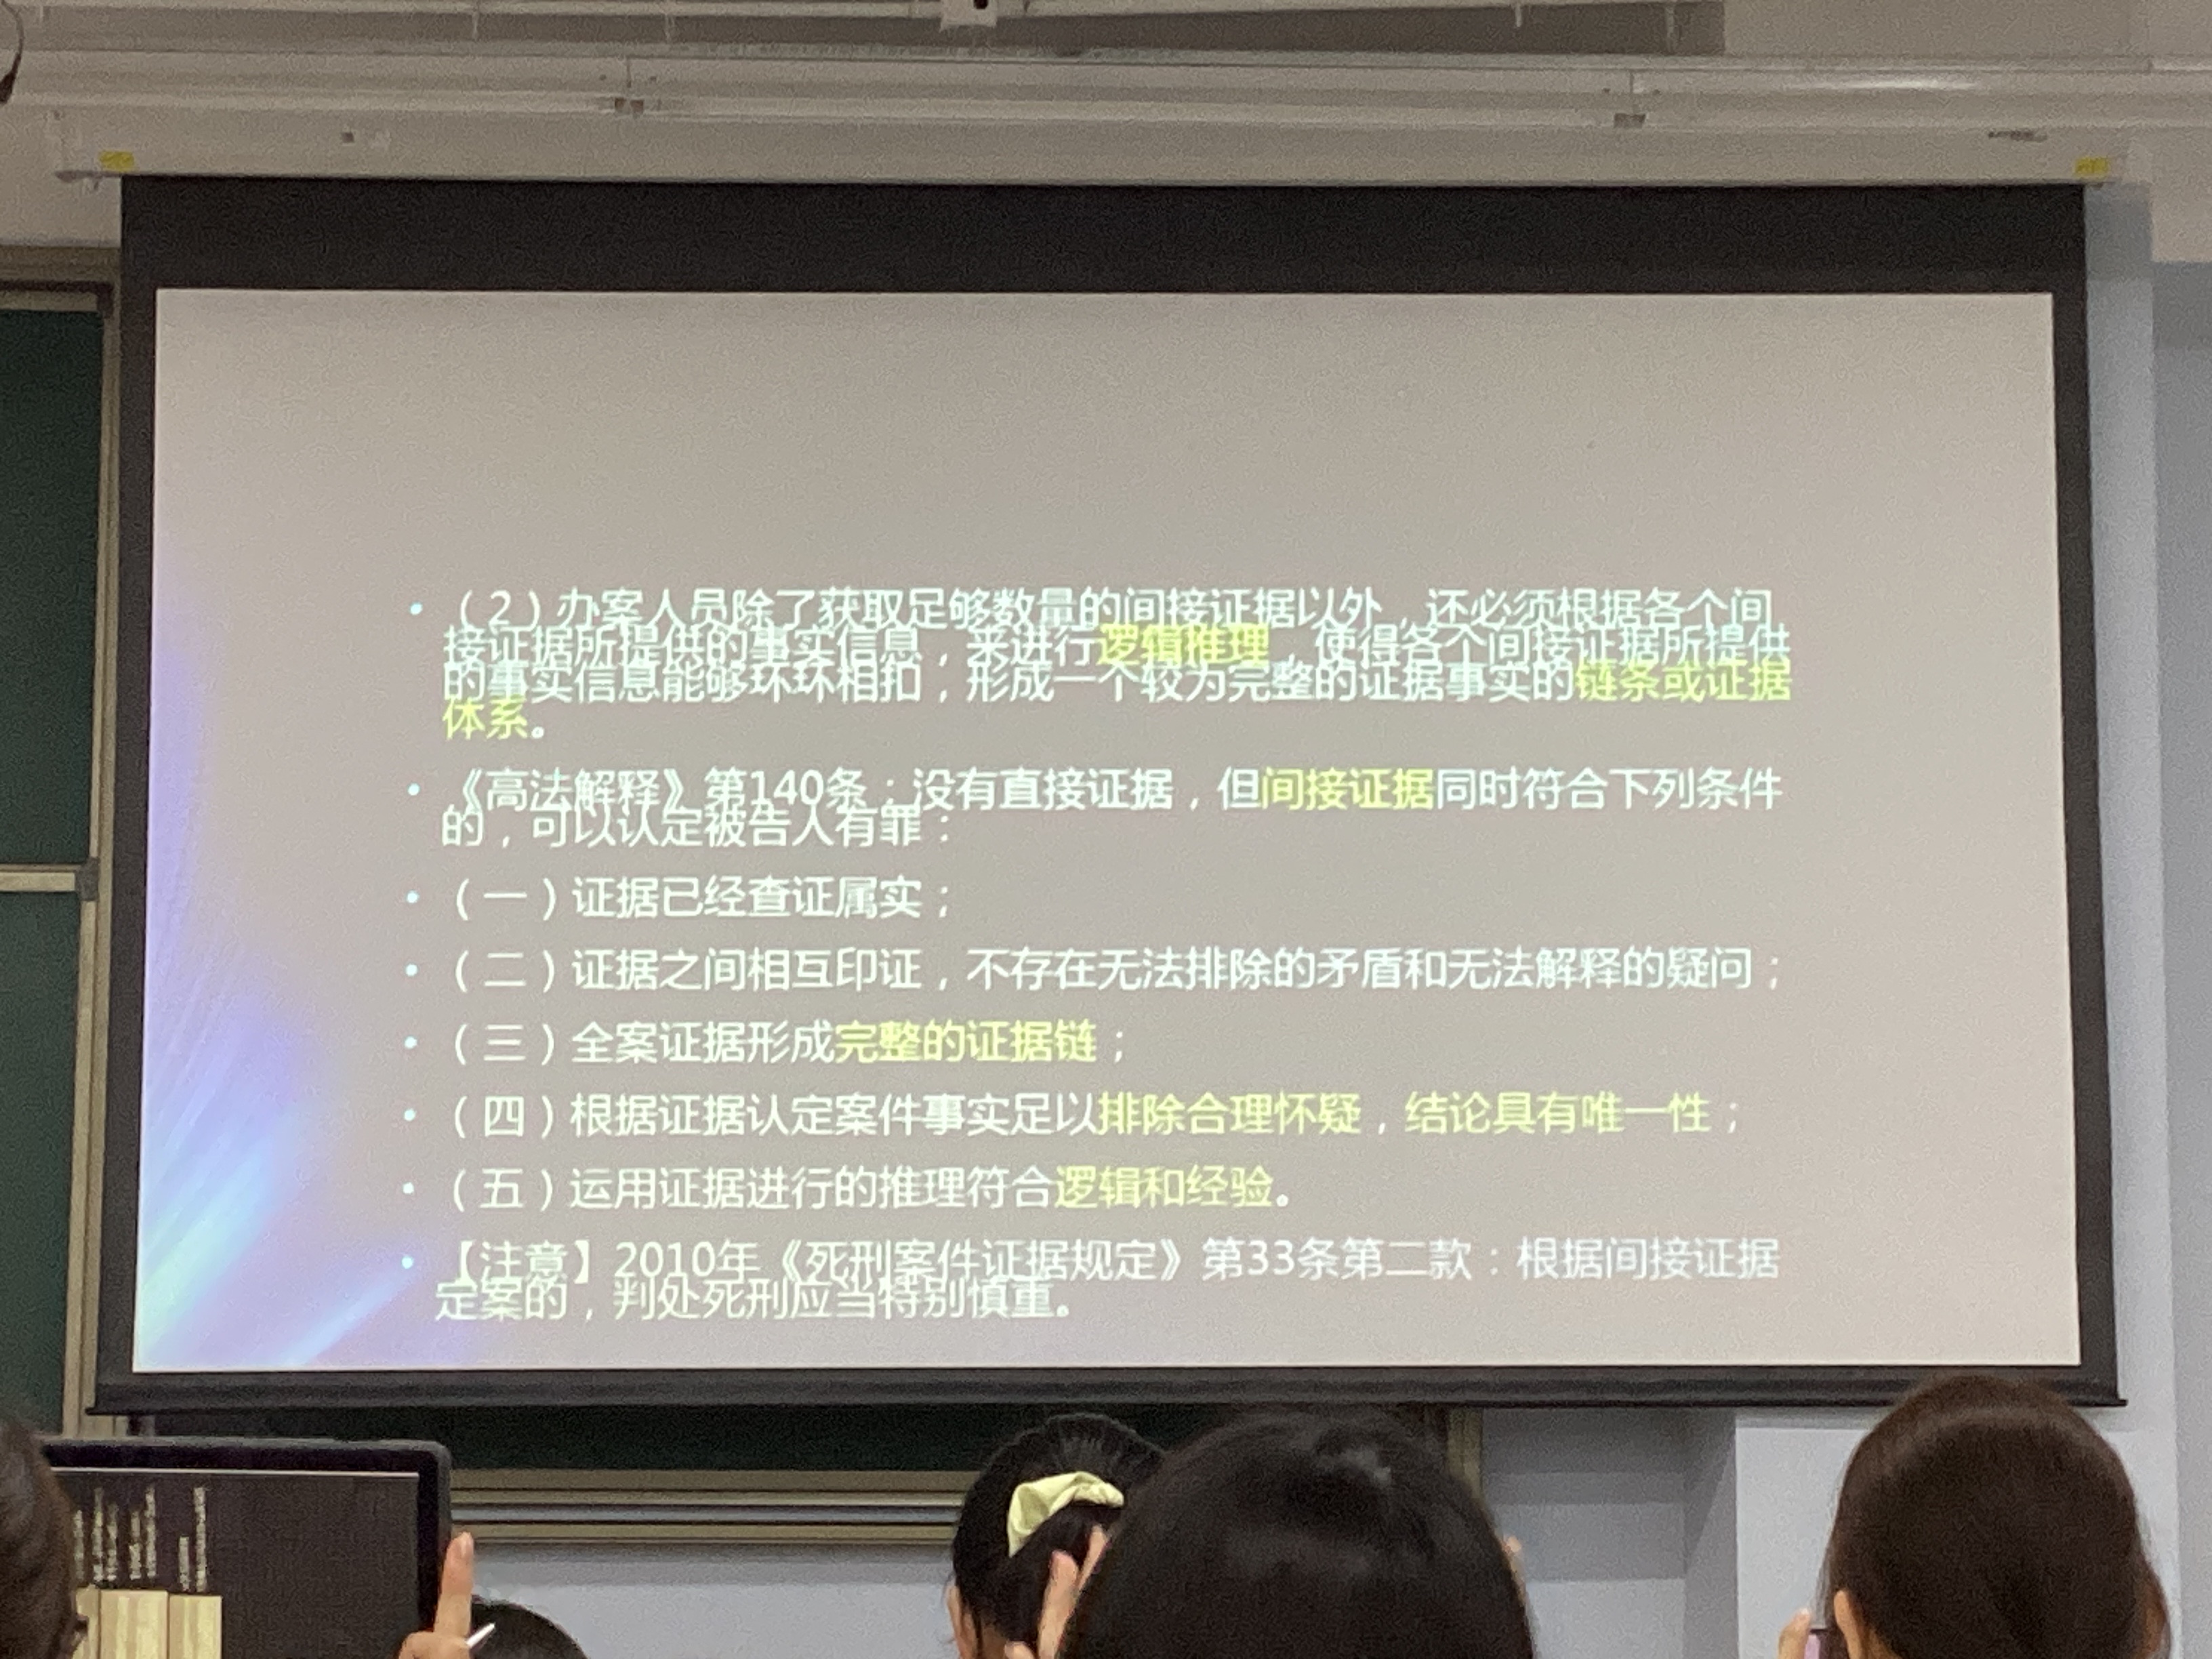 • （2）办案人员除了获取足够数量的间接证据以外，还必须根据各个间
接证据所提供的事实信息，来进行逻辑推理，使得各个间接证据所提供
的事实信息能够环环相扣，形成一个较为完整的证据事实的链条或证据
体系。
• 《高法解释》第140条：没有直接证据，但间接证据同时符合下列条件
的，可以认定被告人有罪：
• （一）证据已经查证属实；
• （二）证据之间相互印证，不存在无法排除的矛盾和无法解释的疑问；
• （三）全案证据形成完整的证据链；
• （四）根据证据认定案件事实足以排除合理怀疑，结论具有唯一性；
• （五）运用证据进行的推理符合逻辑和经验。
• 【注意】2010年《死刑案件证据规定》第33条第二款：根据间接证据
定案的，判处死刑应当特别慎重。